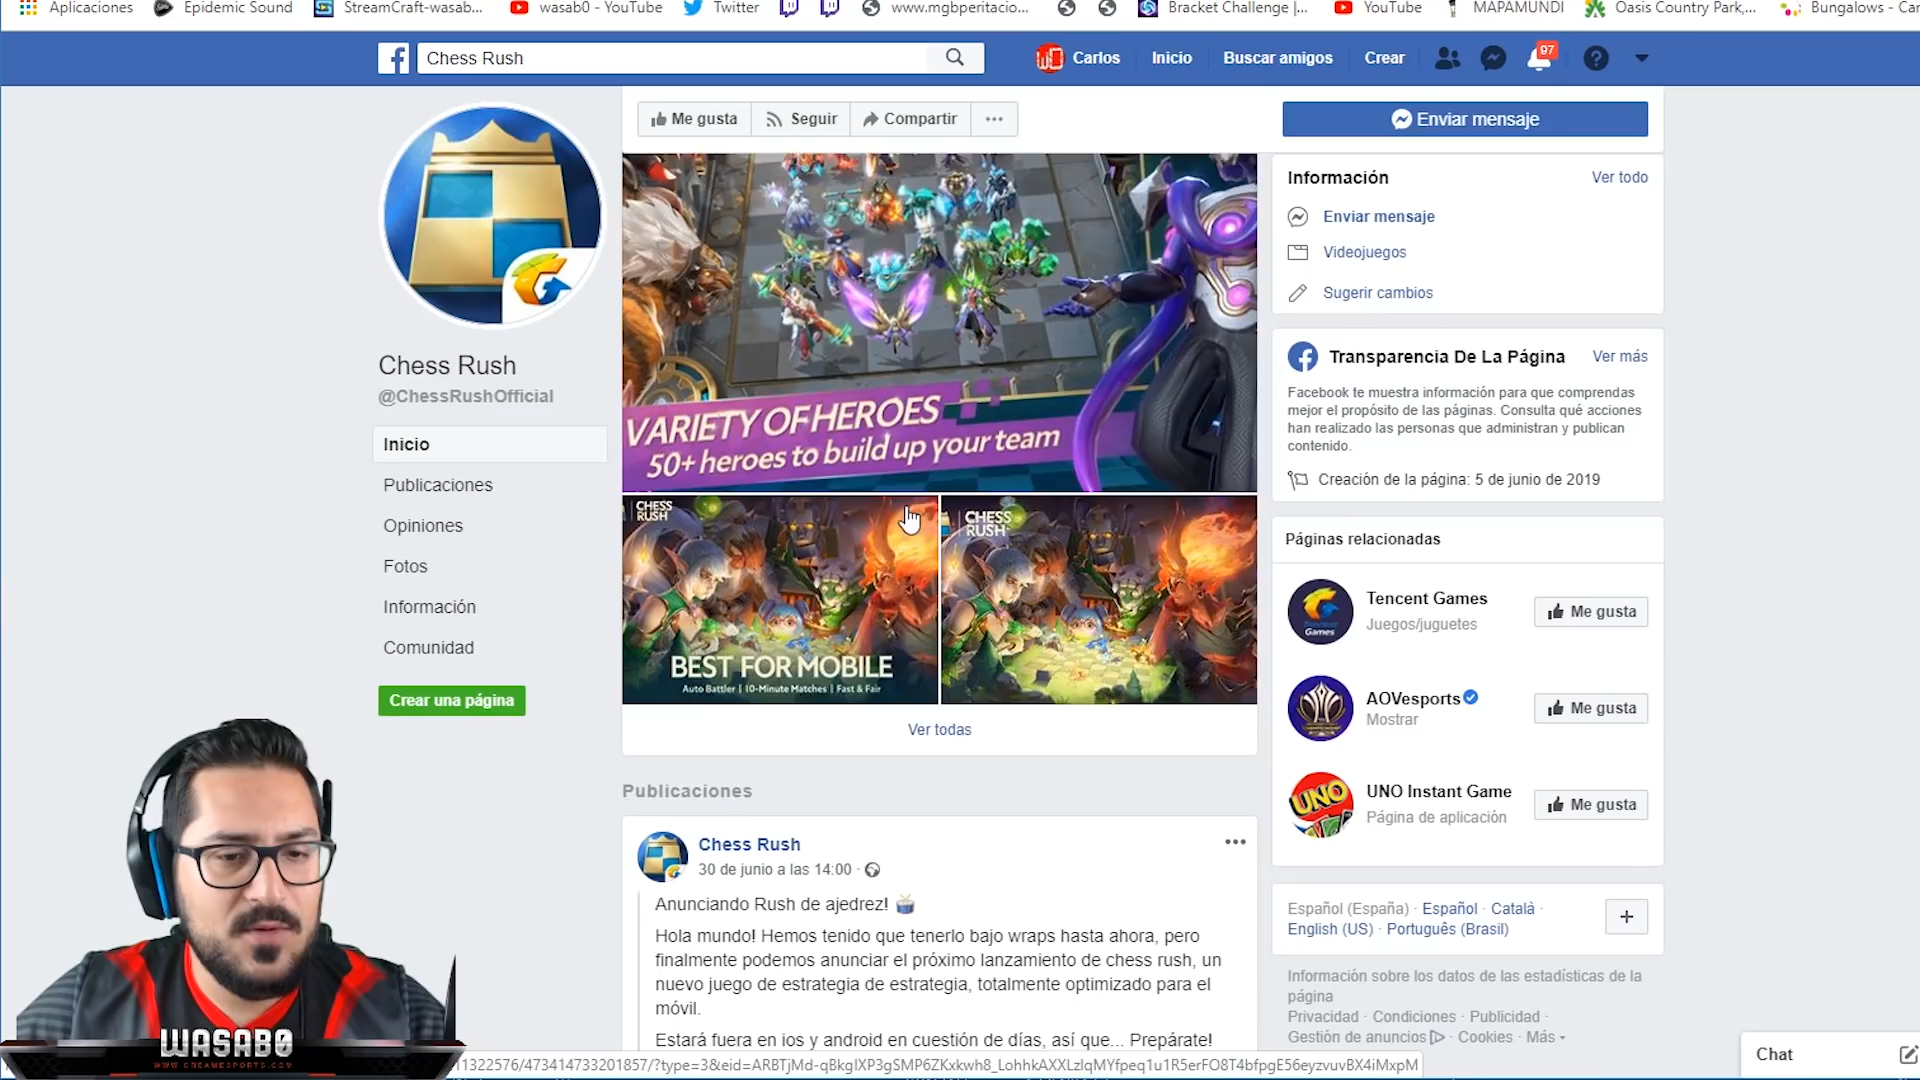 Aplicaciones
Epidemic Sound
StreamCraft-wasab...
wasab0 - YouTube
Twitter
www.mgbperitacio...
Bracket Challenge |...
YouTube
MAPAMUNDI
Oasis Country Park,...
Bungalows - Car
Chess Rush
Carlos
Inicio
Buscar amigos
Crear
97
Me gusta
Seguir
Compartir
Enviar mensaje
Chess Rush
@ChessRushOfficial
Inicio
Publicaciones
Opiniones
Fotos
Información
Comunidad
Crear una página
VARIETY OF HEROES
50+ heroes to build up your team
CHESS
RUSH
BEST FOR MOBILE
Auto Battler | 10-Minute Matches | Fast & Fair
CHESS
RUSH
Ver todas
Publicaciones
Chess Rush
30 de junio a las 14:00 ·
Anunciando Rush de ajedrez!
Hola mundo! Hemos tenido que tenerlo bajo wraps hasta ahora, pero
finalmente podemos anunciar el próximo lanzamiento de chess rush, un
nuevo juego de estrategia de estrategia, totalmente optimizado para el
móvil.
Estará fuera en ios y android en cuestión de días, así que... Prepárate!
Información
Ver todo
Enviar mensaje
Videojuegos
Sugerir cambios
Transparencia De La Página
Ver más
Facebook te muestra información para que comprendas
mejor el propósito de las páginas. Consulta qué acciones
han realizado las personas que administran y publican
contenido.
Creación de la página: 5 de junio de 2019
Páginas relacionadas
Tencent
Games
Tencent Games
Juegos/juguetes
Me gusta
AOVesports
Mostrar
Me gusta
UNO
UNO Instant Game
Página de aplicación
Me gusta
Español (España) · Español · Català ·
English (US) · Português (Brasil)
Información sobre los datos de las estadísticas de la
página
Privacidad · Condiciones · Publicidad ·
Gestión de anuncios · Cookies · Más
Chat
WASAB0
WWW.CREAMESPORTS.COM